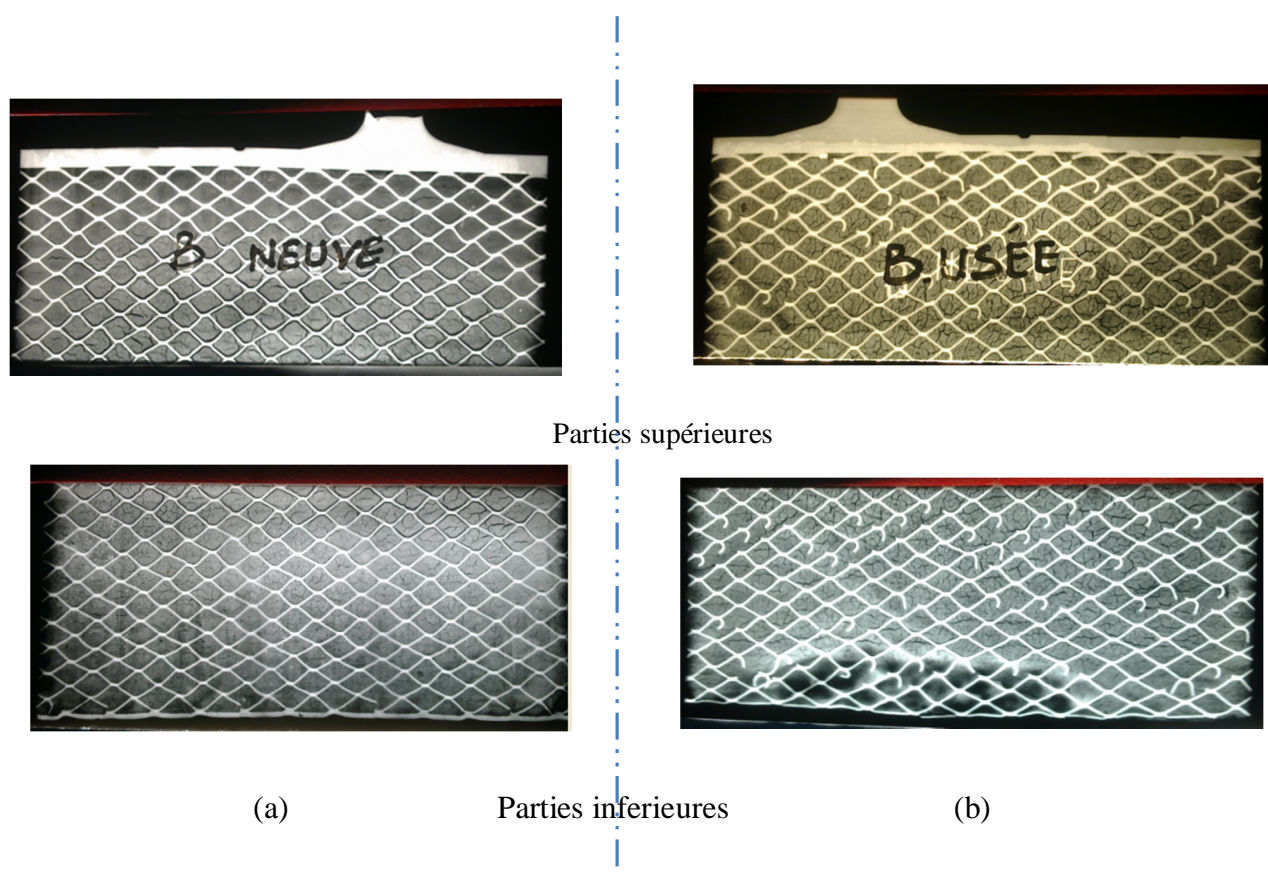 B NEUVE
B. USÉE
Parties supérieures
Parties inferieures
(a)
(b)